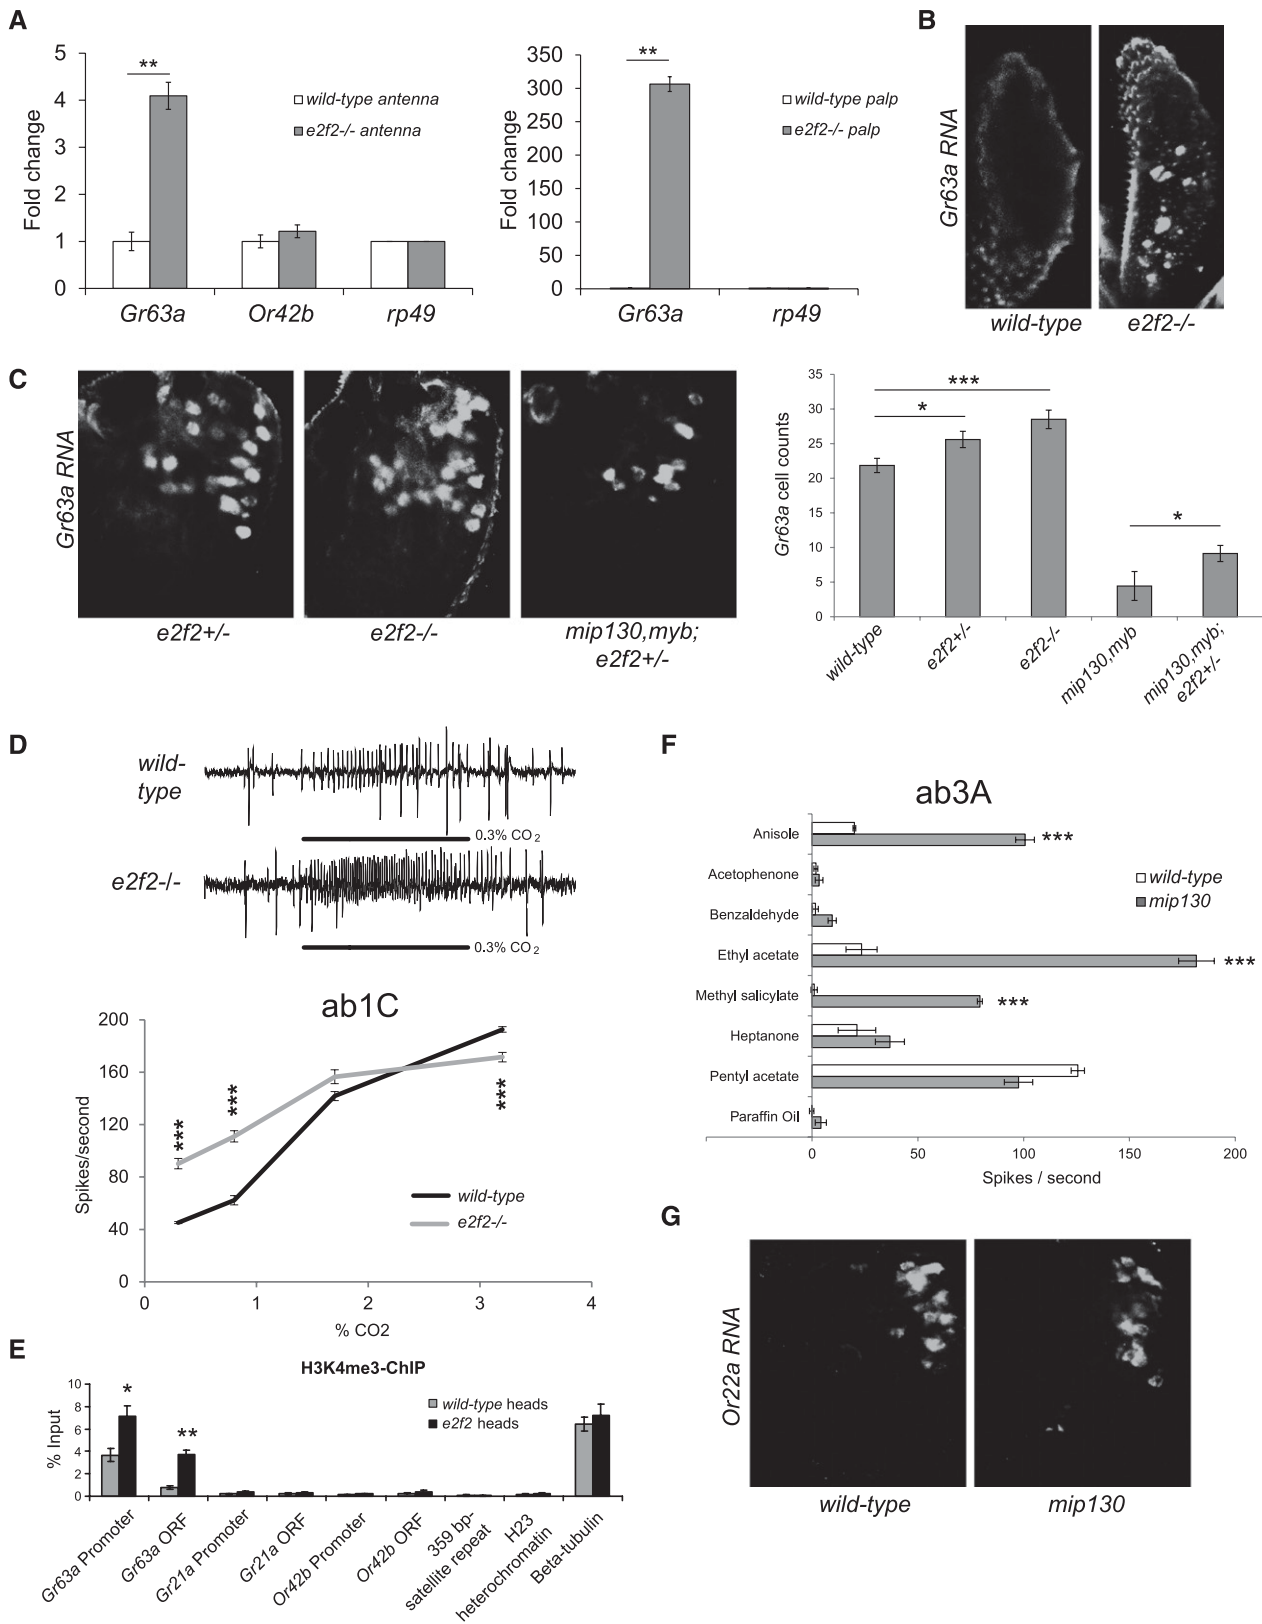 A
Fold change
5
4
3
2
1
0
**
wild-type antenna
e2f2-/- antenna
Gr63a
Or42b
rp49
Fold change
350
300
250
200
150
100
50
0
**
wild-type palp
e2f2-/- palp
Gr63a
rp49
B
Gr63a RNA
wild-type
e2f2-/-
C
Gr63a RNA
e2f2+/-
e2f2-/-
mip130,myb;
e2f2+/-
Gr63a cell counts
35
30
25
20
15
10
5
0
***
*
*
wild-type
e2f2+/-
e2f2-/-
mip130,myb
mip130,myb;
e2f2+/-
D
wild-
type
0.3% CO2
e2f2-/-
0.3% CO2
ab1C
Spikes/second
200
160
120
80
40
0
***
***
***
wild-type
e2f2-/-
0
1
2
3
4
% CO2
E
H3K4me3-ChIP
% Input
10
8
6
4
2
0
*
**
wild-type heads
e2f2 heads
Gr63a Promoter
Gr63a ORF
Gr21a Promoter
Gr21a ORF
Or42b Promoter
Or42b ORF
359 bp-
satellite repeat
H23
heterochromatin
Beta-tubulin
F
ab3A
Anisole
***
Acetophenone
wild-type
mip130
Benzaldehyde
Ethyl acetate
***
Methyl salicylate
***
Heptanone
Pentyl acetate
Paraffin Oil
0
50
100
150
200
Spikes / second
G
Or22a RNA
wild-type
mip130